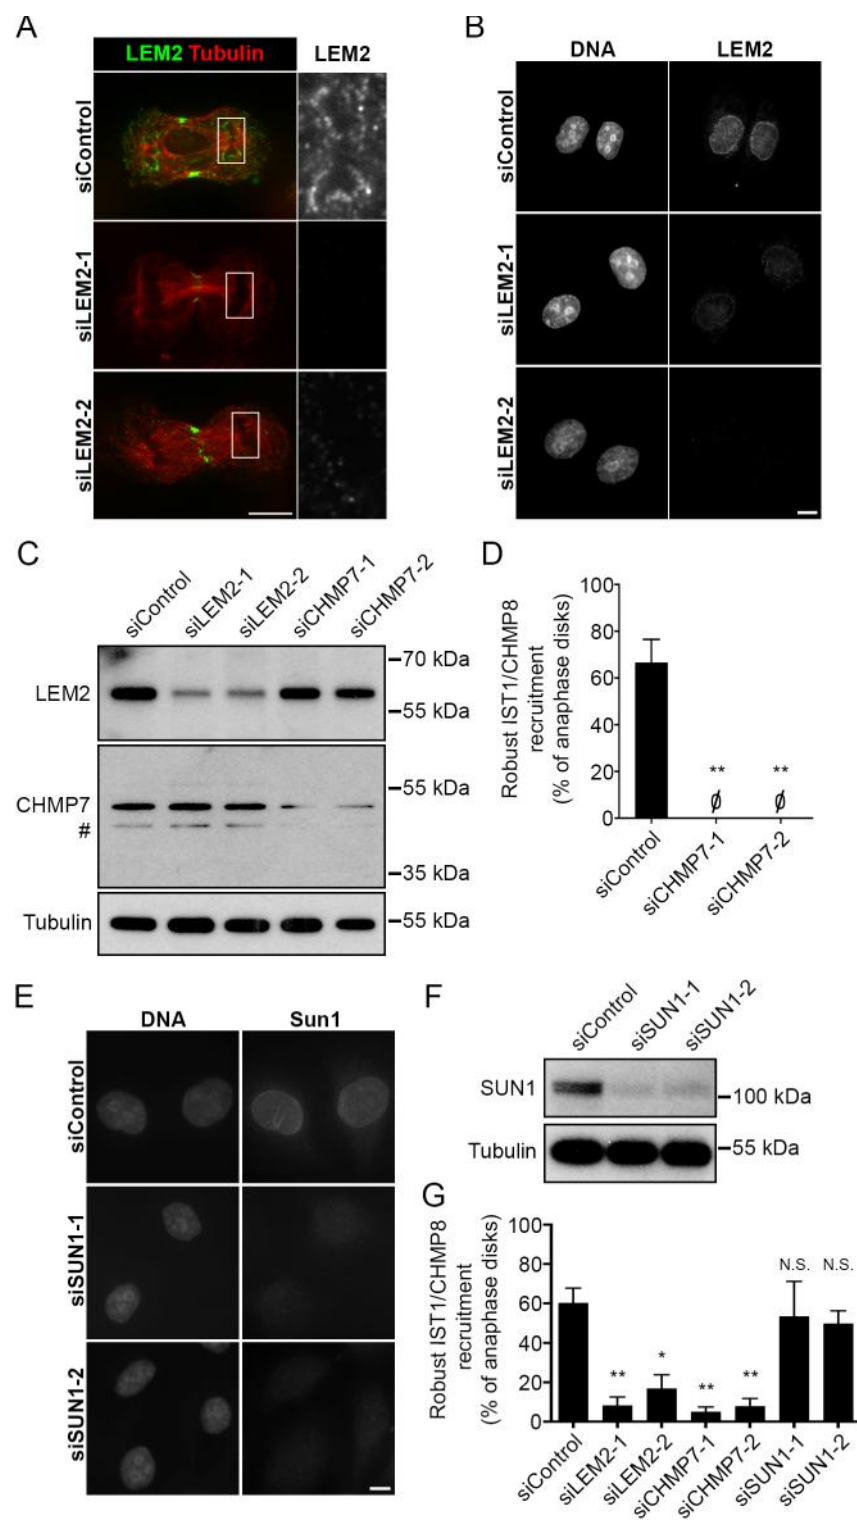 A
LEM2 Tubulin
LEM2
siControl
siLEM2-1
siLEM2-2
B
DNA
LEM2
siControl
siLEM2-1
siLEM2-2
C
siControl
siLEM2-1
siLEM2-2
siCHMP7-1
siCHMP7-2
LEM2
70 kDa
55 kDa
CHMP7
#
55 kDa
35 kDa
Tubulin
55 kDa
D
Robust IST1/CHMP8
recruitment
(% of anaphase disks)
100
80
60
40
20
0
**
**
ϕ
ϕ
siControl
siCHMP7-1
siCHMP7-2
E
DNA
Sun1
siControl
siSUN1-1
siSUN1-2
F
siControl
siSUN1-1
siSUN1-2
SUN1
100 kDa
Tubulin
55 kDa
G
Robust IST1/CHMP8
recruitment
(% of anaphase disks)
100
80
60
40
20
0
**
*
**
**
N.S.
N.S.
siControl
siLEM2-1
siLEM2-2
siCHMP7-1
siCHMP7-2
siSUN1-1
siSUN1-2